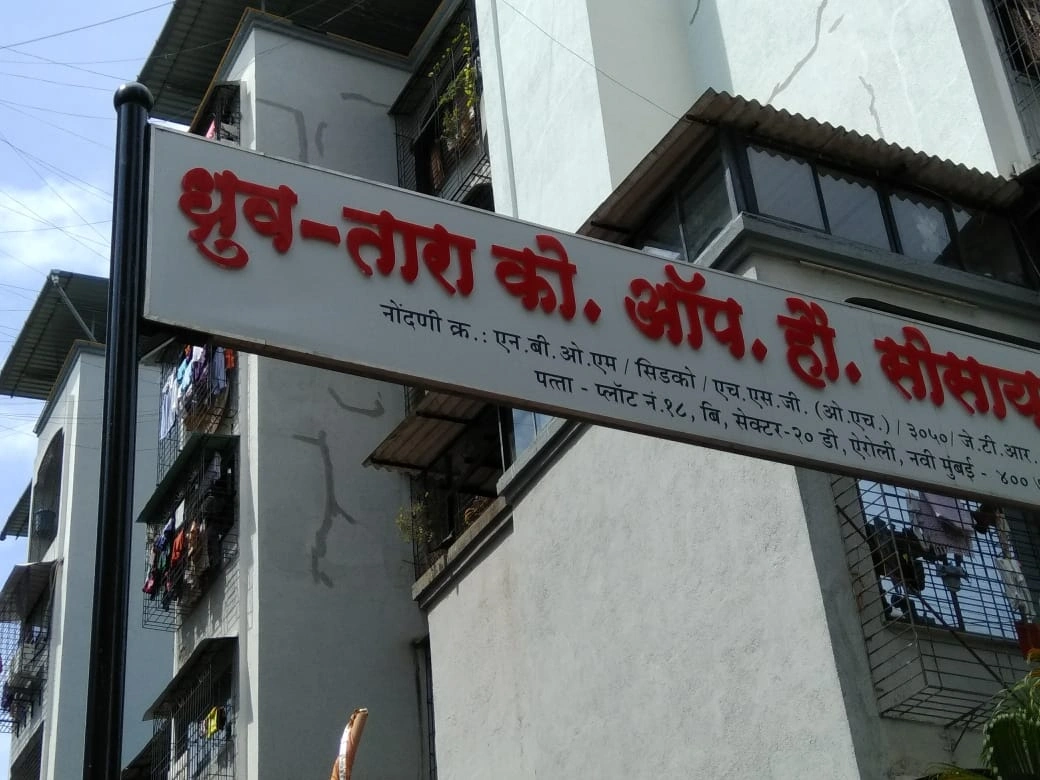 ध्रुव-तारा को. ऑप. हौ. सीसाय
नोंदणी क्र.: एन.बी.ओ.एम / सिडको / एच.एस.जी. (ओ.एच.) / ३०५० / जे.टी.आर.
पत्ता - प्लॉट नं.१८, बि, सेक्टर-२० डी, ऐरोली, नवी मुंबई - ४००